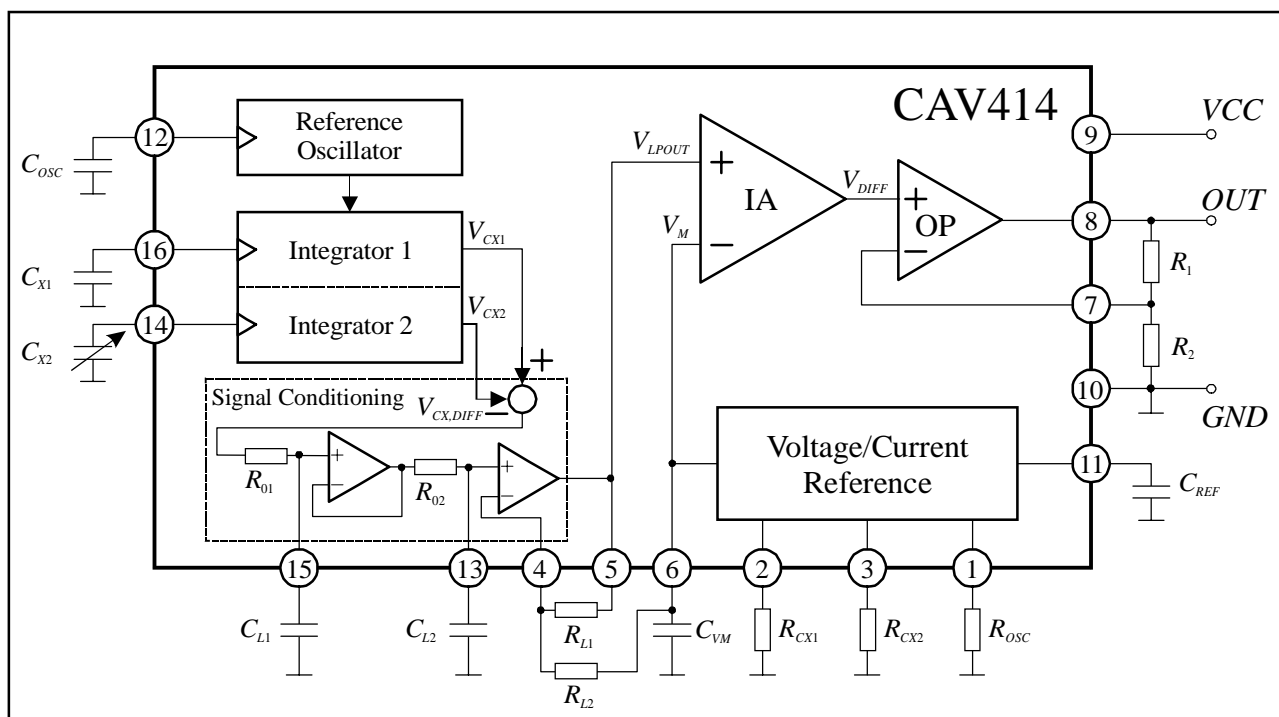 CAV414
VCC
9
12
Reference
Oscillator
C_OSC
V_LPOUT
+
IA
−
V_M
V_DIFF
+
OP
−
8
OUT
R_1
7
R_2
10
GND
16
Integrator 1
V_CX1
C_X1
14
Integrator 2
V_CX2
C_X2
+
Signal Conditioning
V_CX,DIFF
−
R_01
+
−
R_02
+
−
Voltage/Current
Reference
11
C_REF
15
13
4
5
6
2
3
1
C_L1
C_L2
R_L1
R_L2
C_VM
R_CX1
R_CX2
R_OSC